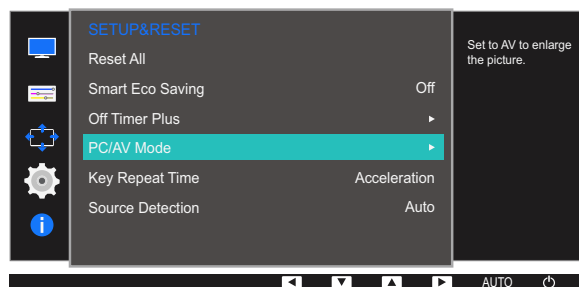 SETUP&RESET
Reset All
Smart Eco Saving Off
Off Timer Plus
PC/AV Mode
Key Repeat Time Acceleration
Source Detection Auto
Set to AV to enlarge
the picture.
AUTO